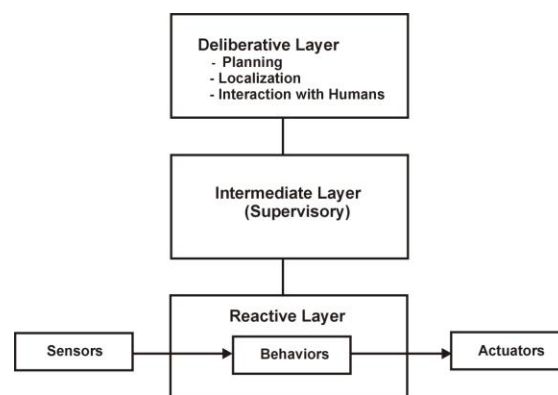 Deliberative Layer
- Planning
- Localization
- Interaction with Humans
Intermediate Layer
(Supervisory)
Reactive Layer
Sensors
Behaviors
Actuators